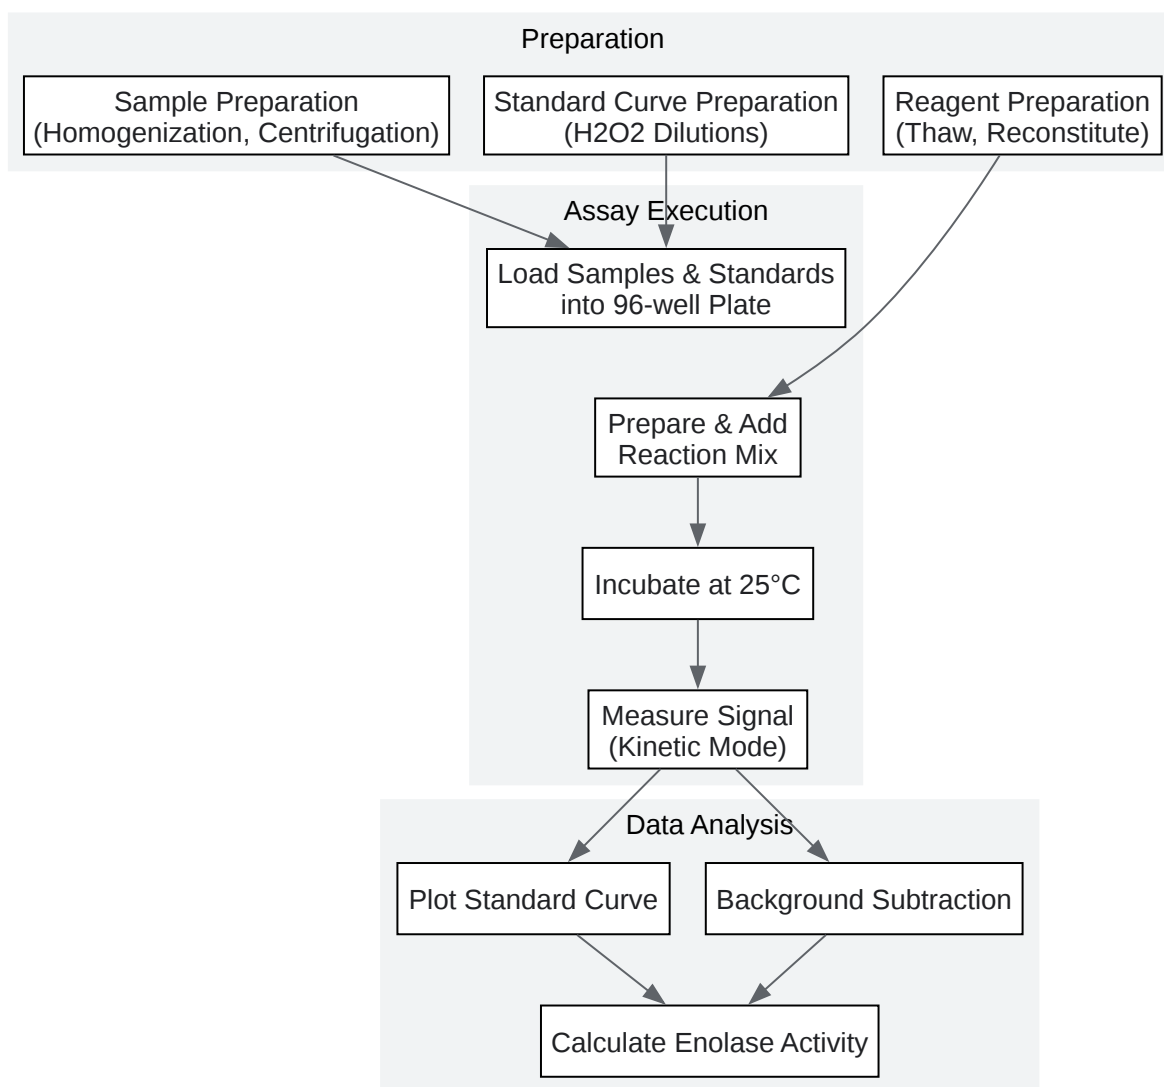 Preparation
Sample Preparation
(Homogenization, Centrifugation)
Standard Curve Preparation
(H2O2 Dilutions)
Reagent Preparation
(Thaw, Reconstitute)
Assay Execution
Load Samples & Standards
into 96-well Plate
Prepare & Add
Reaction Mix
Incubate at 25°C
Measure Signal
(Kinetic Mode)
Data Analysis
Plot Standard Curve
Background Subtraction
Calculate Enolase Activity